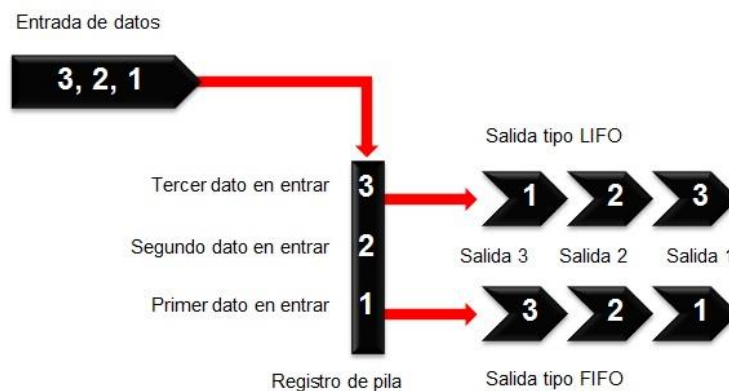 Entrada de datos
3, 2, 1
Salida tipo LIFO
Tercer dato en entrar 3
1 2 3
Segundo dato en entrar 2
Salida 3 Salida 2 Salida 1
Primer dato en entrar 1
3 2 1
Registro de pila
Salida tipo FIFO